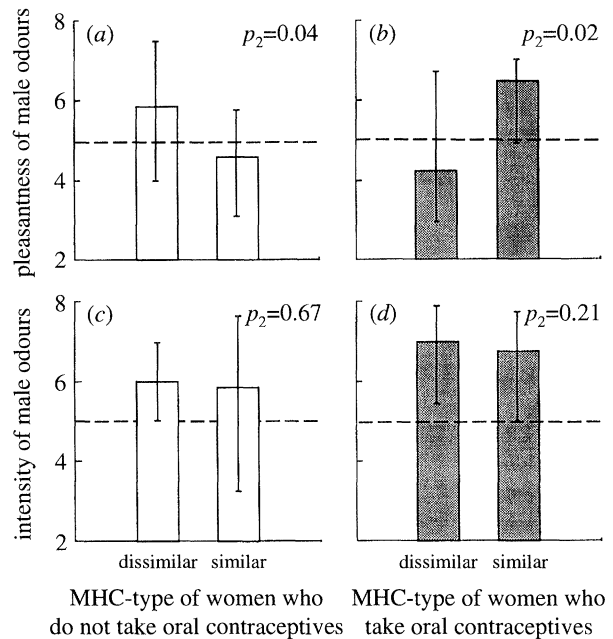 8
(a)
p₂=0.04
(b)
p₂=0.02
pleasantness of male odours
6
4
2
8
(c)
p₂=0.67
(d)
p₂=0.21
intensity of male odours
6
4
2
dissimilar similar
dissimilar similar
MHC-type of women who
do not take oral contraceptives
MHC-type of women who
take oral contraceptives